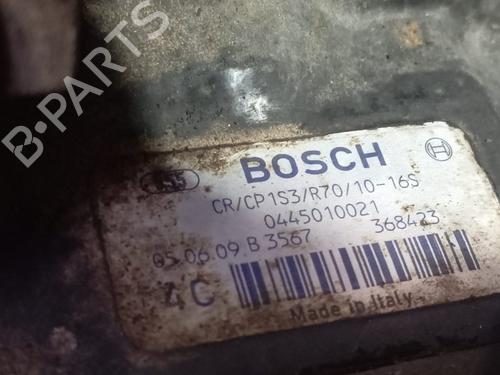 B-PARTS
BOSCH
CR/CP1S3/R70/10-16S
0445010021
05.06.09 B 3567 368423
4C
Made in Italy